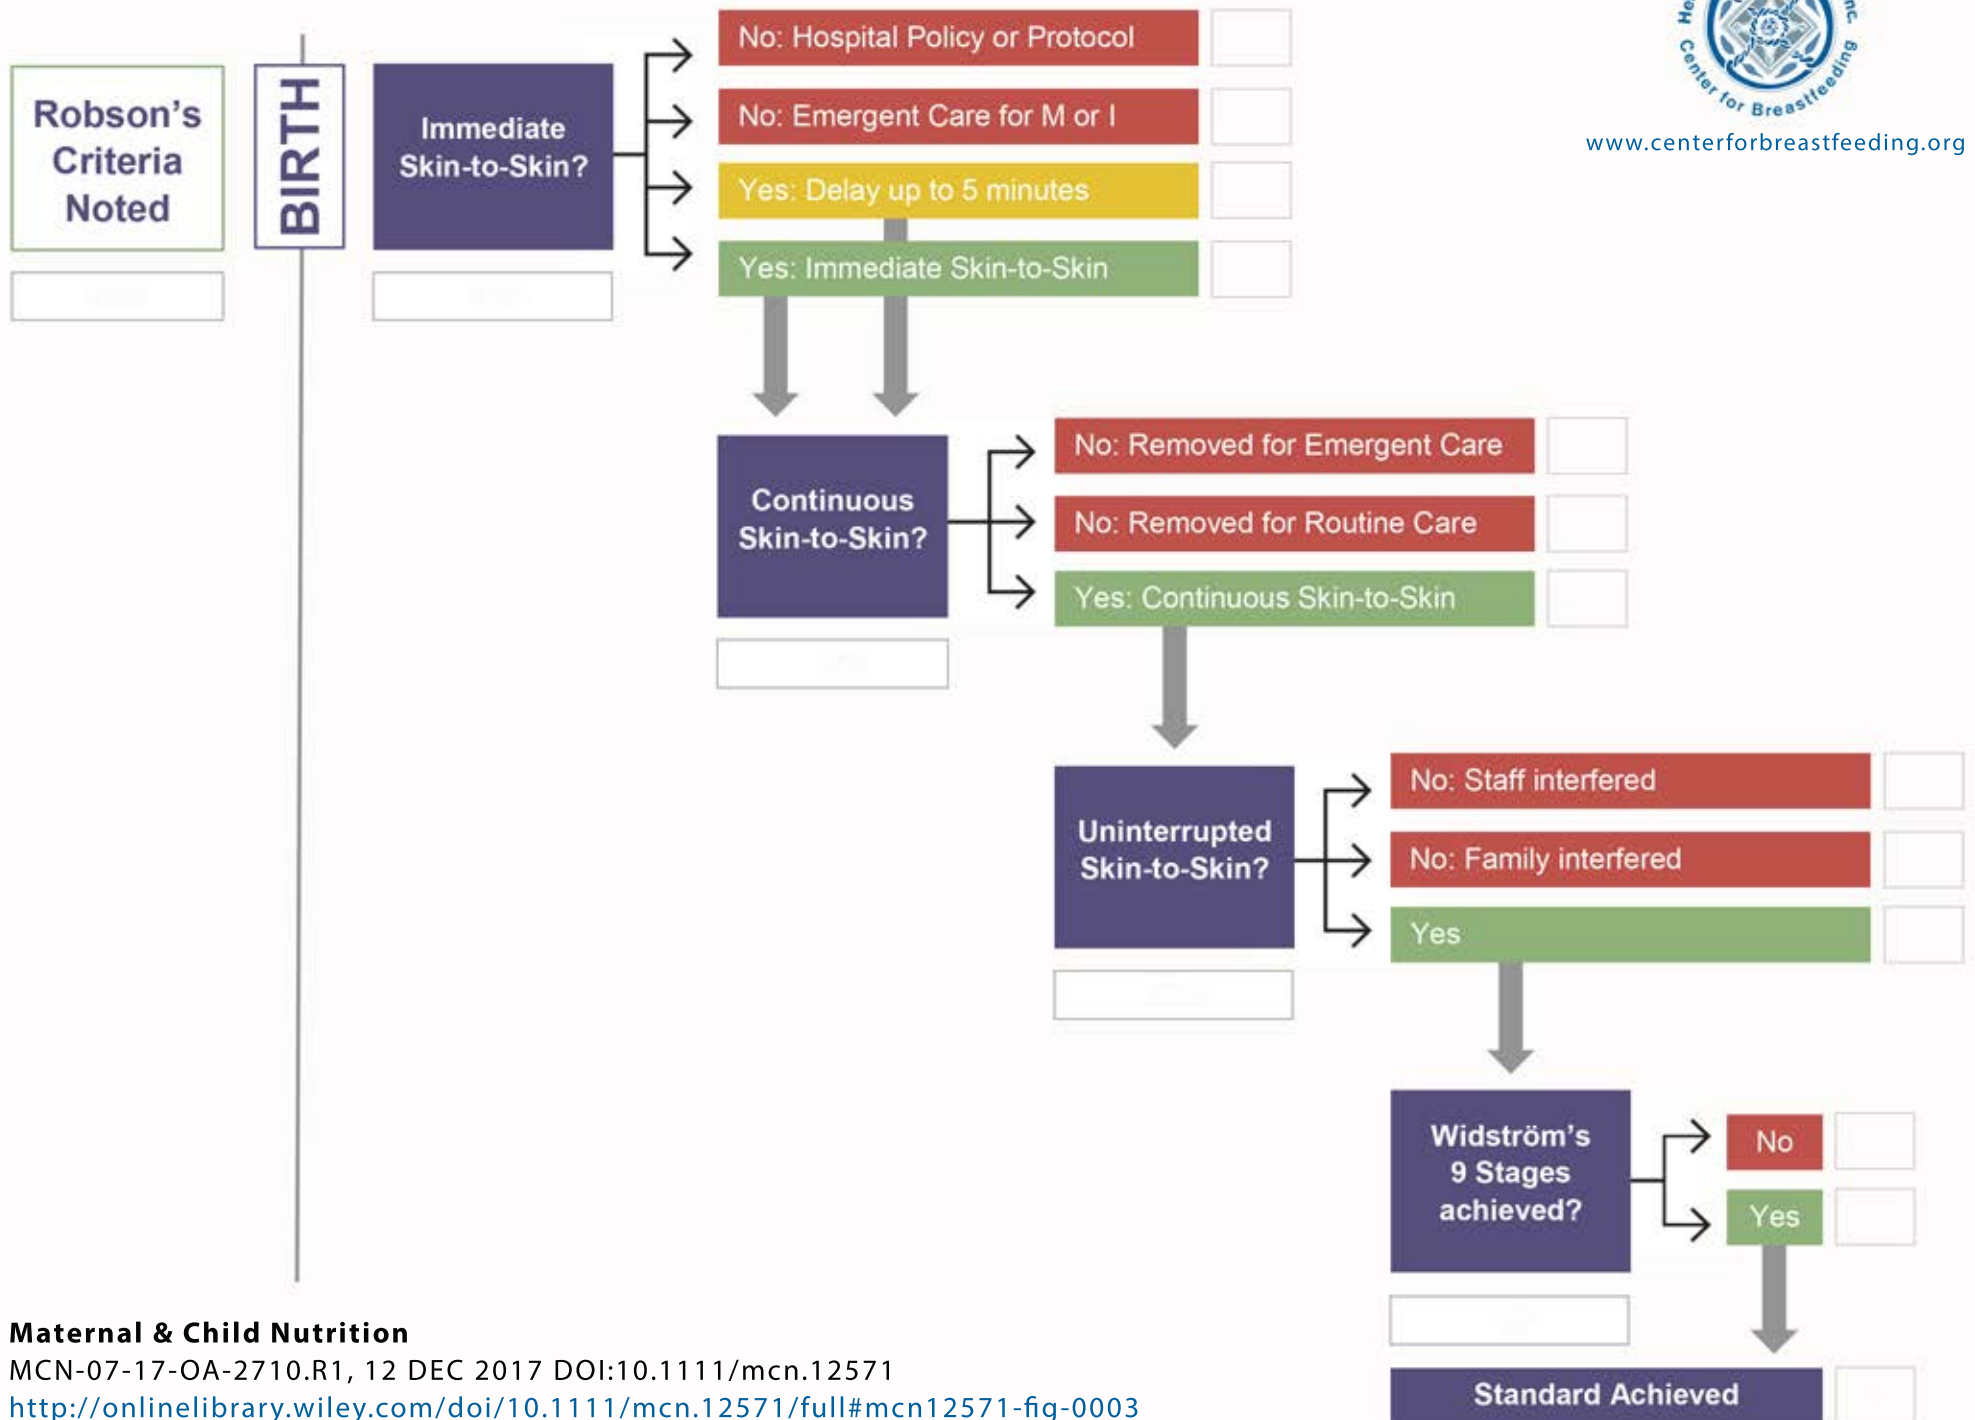 Robson's
Criteria
Noted
BIRTH
Immediate
Skin-to-Skin?
No: Hospital Policy or Protocol
No: Emergent Care for M or I
Yes: Delay up to 5 minutes
Yes: Immediate Skin-to-Skin
Center for Breastfeeding
Inc.
www.centerforbreastfeeding.org
Continuous
Skin-to-Skin?
No: Removed for Emergent Care
No: Removed for Routine Care
Yes: Continuous Skin-to-Skin
Uninterrupted
Skin-to-Skin?
No: Staff interfered
No: Family interfered
Yes
Widström's
9 Stages
achieved?
No
Yes
Standard Achieved
Maternal & Child Nutrition
MCN-07-17-OA-2710.R1, 12 DEC 2017 DOI:10.1111/mcn.12571
http://onlinelibrary.wiley.com/doi/10.1111/mcn.12571/full#mcn12571-fig-0003